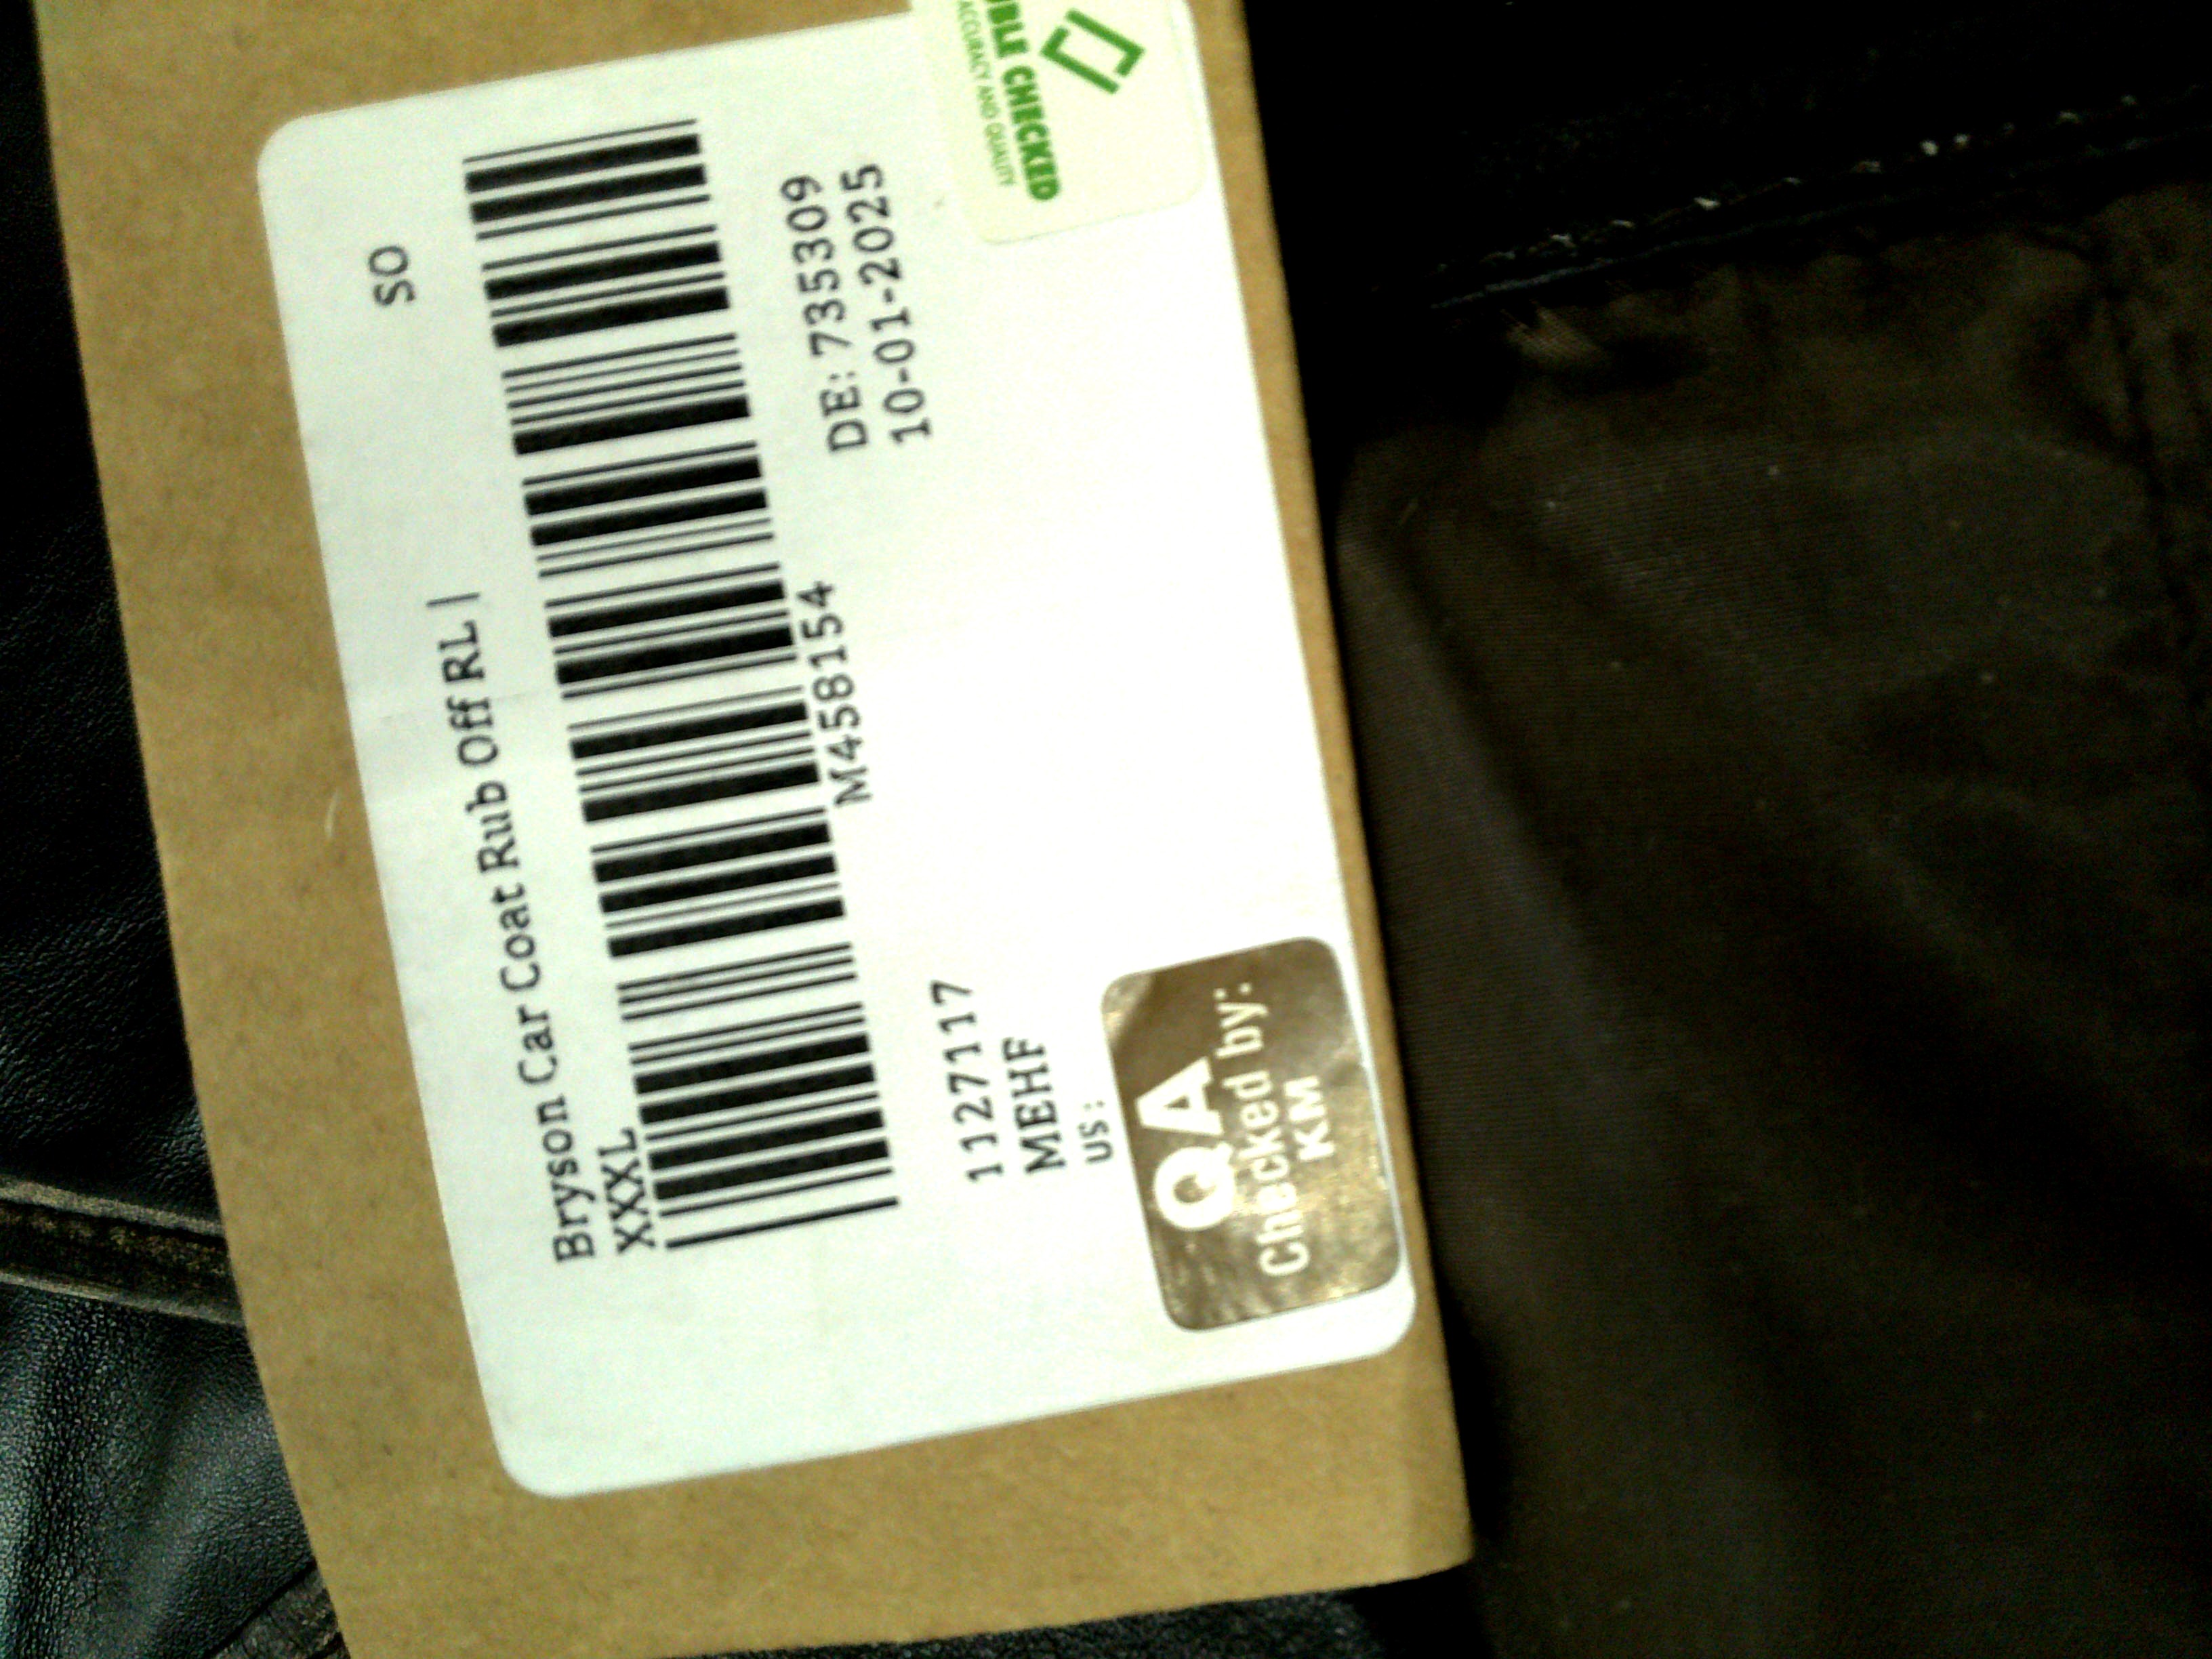 SO
Bryson Car Coat Rub Off RL |
XXXL
M458154
DE: 735309
10-01-2025
1127117
MEHF
US:
CHECKED
ACCURACY AND QUALITY
QA
Checked by:
KM